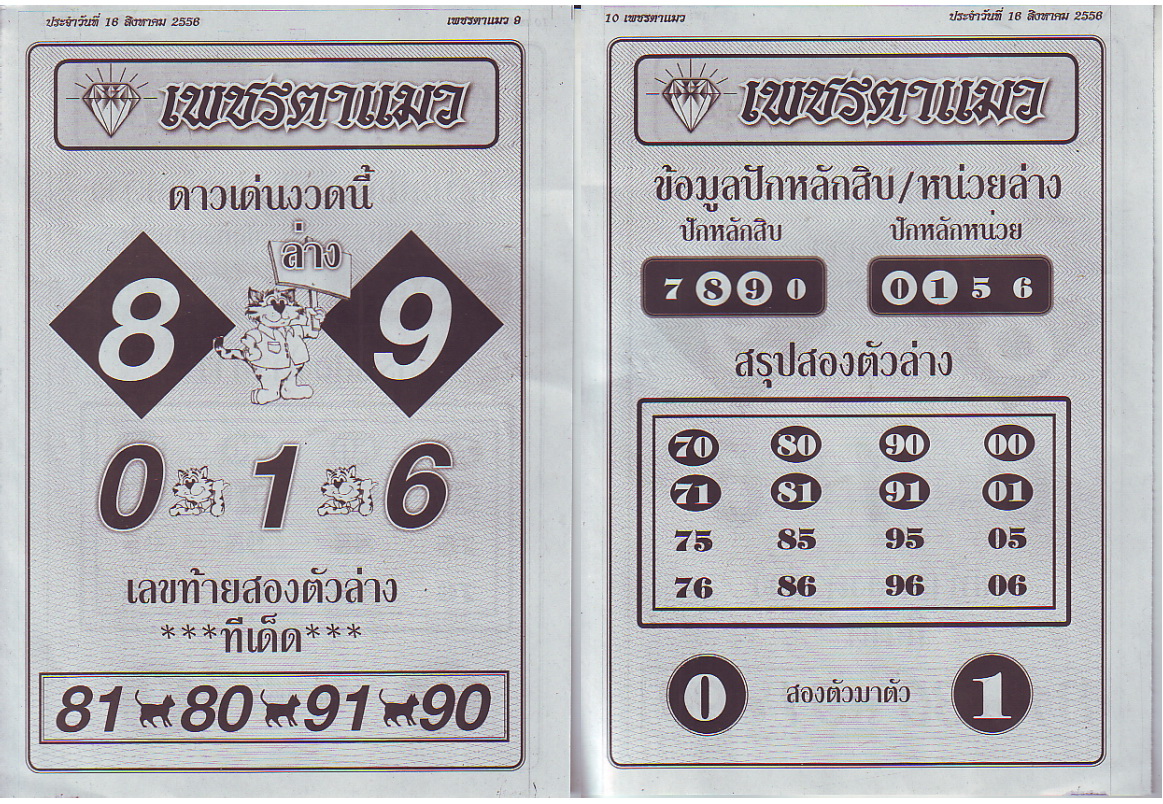 ประจำวันที่ 16 สิงหาคม 2556 เพชรตาแมว 9
เพชรตาแมว
ดาวเด่นงวดนี้
ล่าง
8 9
0 1 6
เลขท้ายสองตัวล่าง
***ทีเด็ด***
81 80 91 90
10 เพชรตาแมว ประจำวันที่ 16 สิงหาคม 2556
เพชรตาแมว
ข้อมูลปักหลักสิบ/หน่วยล่าง
ปักหลักสิบ ปักหลักหน่วย
7 8 9 0 0 1 5 6
สรุปสองตัวล่าง
70 80 90 00
71 81 91 01
75 85 95 05
76 86 96 06
0 สองตัวมาตัว 1